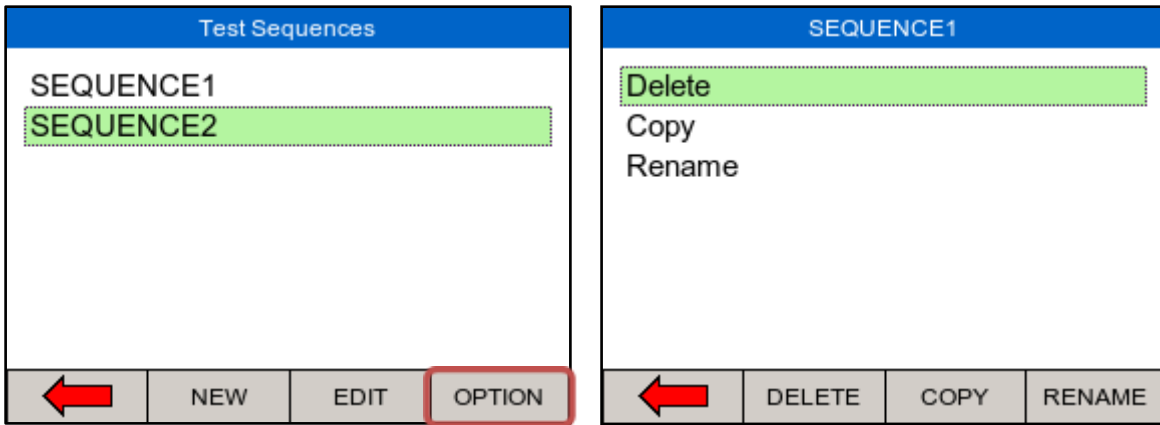 Test Sequences
SEQUENCE1
SEQUENCE2
NEW EDIT OPTION
SEQUENCE1
Delete
Copy
Rename
DELETE COPY RENAME